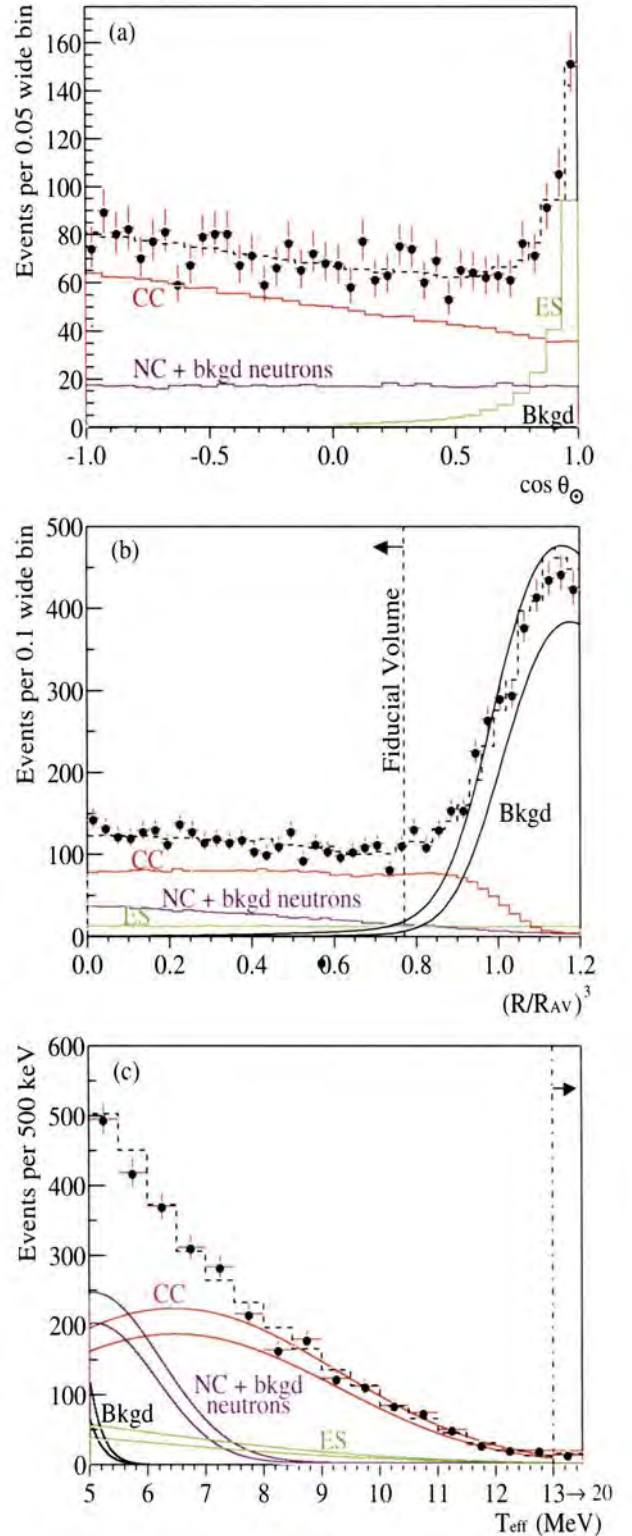 (a)
Events per 0.05 wide bin
160
140
120
100
80
60
40
20
0
CC
ES
NC + bkgd neutrons
Bkgd
-1.0
-0.5
0.0
0.5
1.0
cos θ⊙
(b)
Events per 0.1 wide bin
500
400
300
200
100
0
Fiducial Volume
Bkgd
CC
NC + bkgd neutrons
ES
0.0
0.2
0.4
0.6
0.8
1.0
1.2
(R/RAV)³
(c)
Events per 500 keV
600
500
400
300
200
100
0
CC
NC + bkgd
neutrons
Bkgd
ES
5
6
7
8
9
10
11
12
13→20
Teff (MeV)